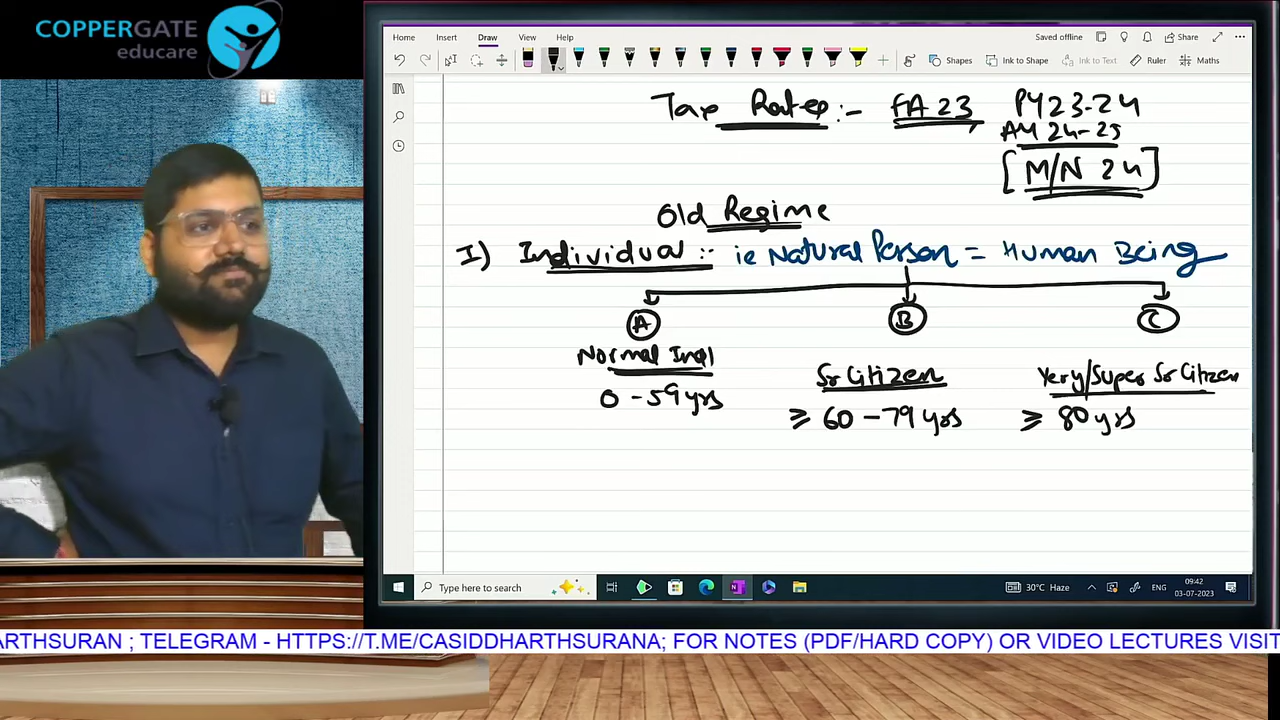 COPPERGATE
educare
Home Insert Draw View Help
Saved offline
Share
Shapes
Ink to Shape
Ink to Text
Ruler
Maths
Tax Rates:- FA 23 PY 23-24
AY 24-25
[M/N 24]
Old Regime
I) Individual :- ie Natural Person = Human Being
A B C
Normal Indl
0 - 59 yrs
Sr Citizen
≥ 60 - 79 yrs
Very/Super Sr Citizen
≥ 80 yrs
Type here to search
30°C Haze
ENG
09:42
03-07-2023
ARTHSURAN ; TELEGRAM - HTTPS://T.ME/CASIDDHARTHSURANA; FOR NOTES (PDF/HARD COPY) OR VIDEO LECTURES VISIT